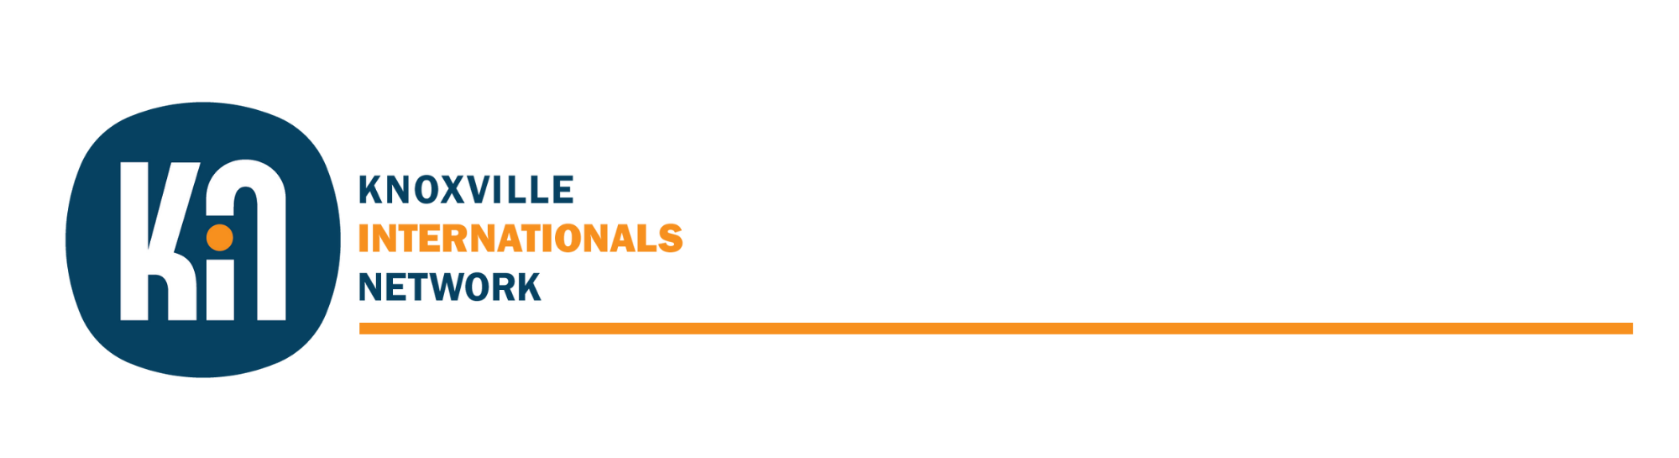 KiN
KNOXVILLE
INTERNATIONALS
NETWORK